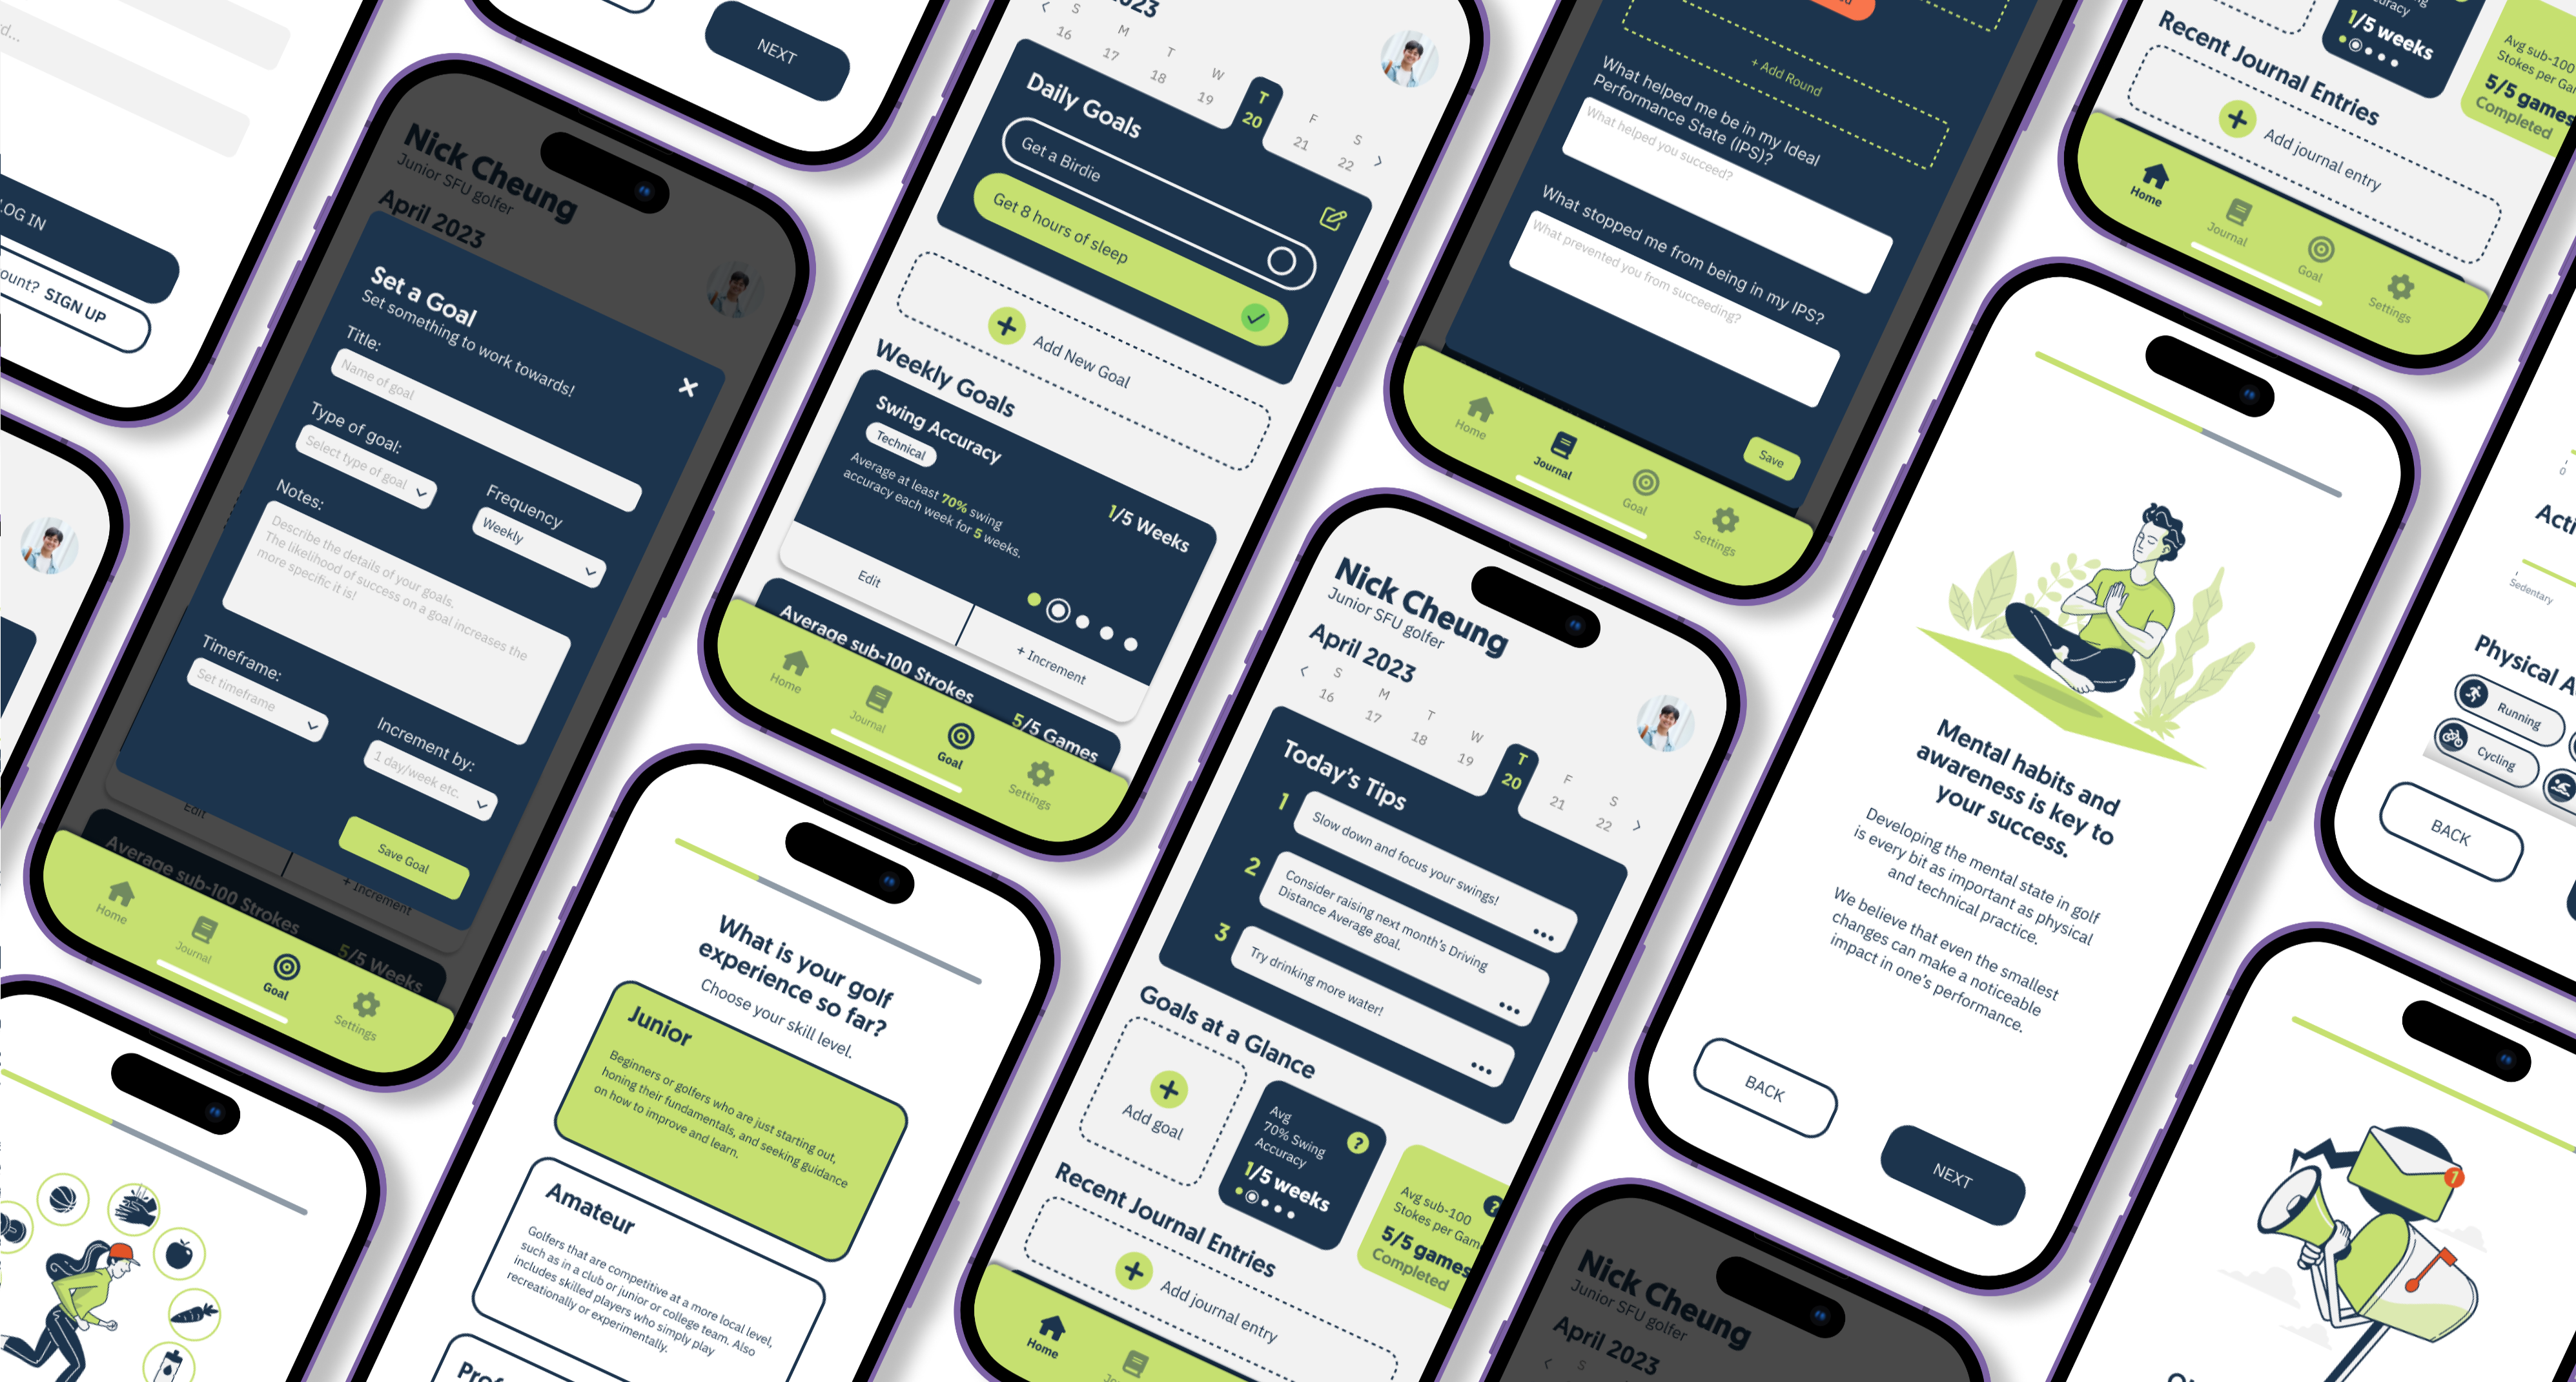 LOG IN
SIGN UP
NEXT
Nick Cheung
Junior SFU golfer
April 2023
Set a Goal
Set something to work towards!
Title:
Name of goal
Type of goal:
Select type of goal
Frequency
Weekly
Notes:
Describe the details of your goals.
The likelihood of success on a goal increases the
more specific it is!
Timeframe:
Set timeframe
Increment by:
1 day/week etc.
Save Goal
Edit
+ Increment
Average sub-100 Strokes
5/5 Weeks
Home
Journal
Goal
Settings
S M T W T F S
16 17 18 19 20 21 22
Daily Goals
Get a Birdie
Get 8 hours of sleep
Add New Goal
Weekly Goals
Swing Accuracy
Technical
Average at least 70% swing
accuracy each week for 5 weeks.
1/5 Weeks
Edit
+ Increment
Average sub-100 Strokes
5/5 Games
Home
Journal
Goal
Settings
What is your golf
experience so far?
Choose your skill level.
Junior
Beginners or golfers who are just starting out,
honing their fundamentals, and seeking guidance
on how to improve and learn.
Amateur
Golfers that are competitive at a more local level,
such as in a club or junior or college team. Also
includes skilled players who simply play
recreationally or experimentally.
+ Add Round
What helped me be in my Ideal
Performance State (IPS)?
What helped you succeed?
What stopped me from being in my IPS?
What prevented you from succeeding?
Save
Home
Journal
Goal
Settings
Nick Cheung
Junior SFU golfer
April 2023
S M T W T F S
16 17 18 19 20 21 22
Today's Tips
1 Slow down and focus your swings!
2 Consider raising next month's Driving
Distance Average goal.
3 Try drinking more water!
Goals at a Glance
Add goal
Avg
70% Swing
Accuracy
?
1/5 weeks
Avg sub-100
Stokes per Gam
?
5/5 games
Completed
Recent Journal Entries
Add journal entry
Home
1/5 weeks
Avg sub-100
Stokes per Ga
5/5 games
Completed
Recent Journal Entries
Add journal entry
Home
Journal
Goal
Settings
Mental habits and
awareness is key to
your success.
Developing the mental state in golf
is every bit as important as physical
and technical practice.
We believe that even the smallest
changes can make a noticeable
impact in one's performance.
BACK
NEXT
Nick Cheung
Junior SFU golfer
April 2023
S
0
Acti
Sedentary
Physical A
Running
Cycling
BACK
1